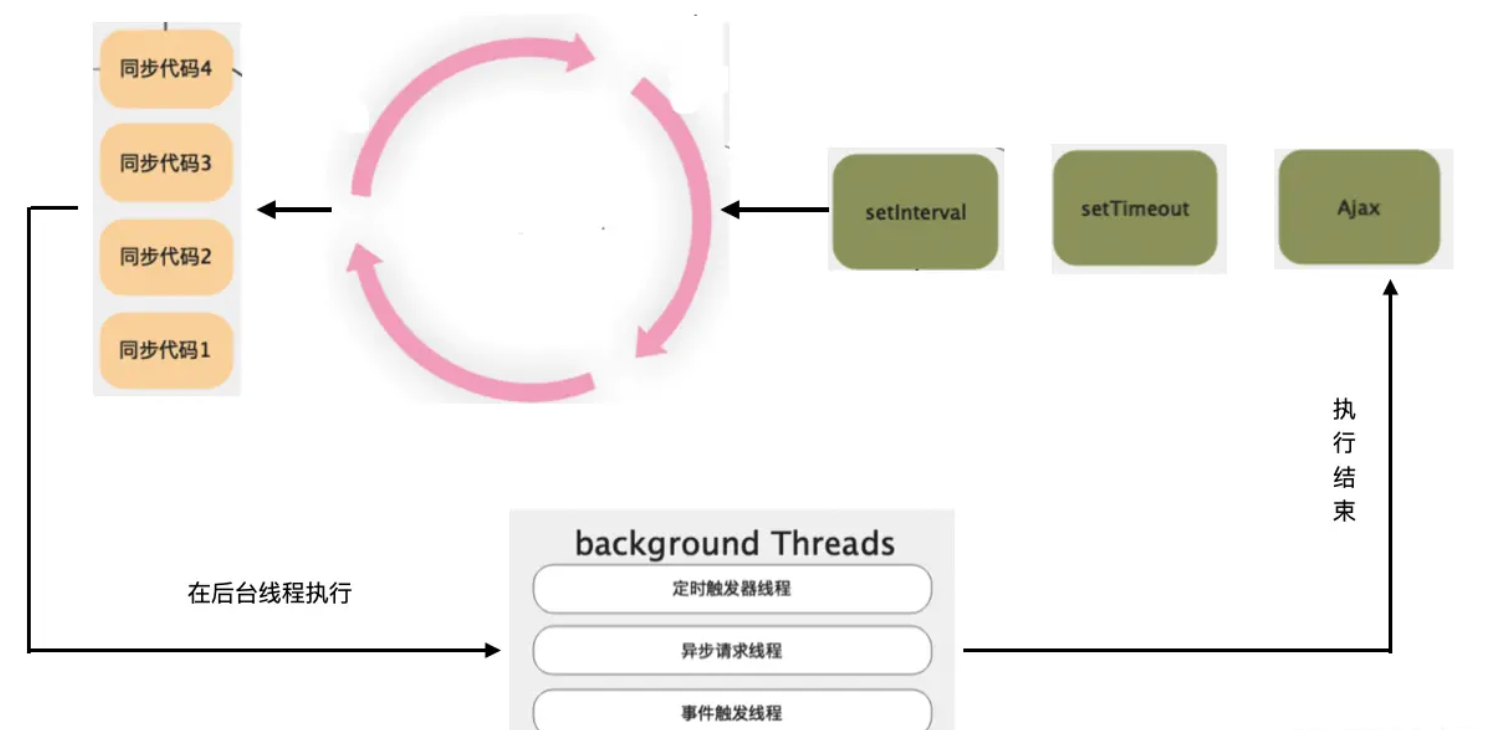 同步代码4
同步代码3
同步代码2
同步代码1
setInterval
setTimeout
Ajax
执行结束
在后台线程执行
background Threads
定时触发器线程
异步请求线程
事件触发线程